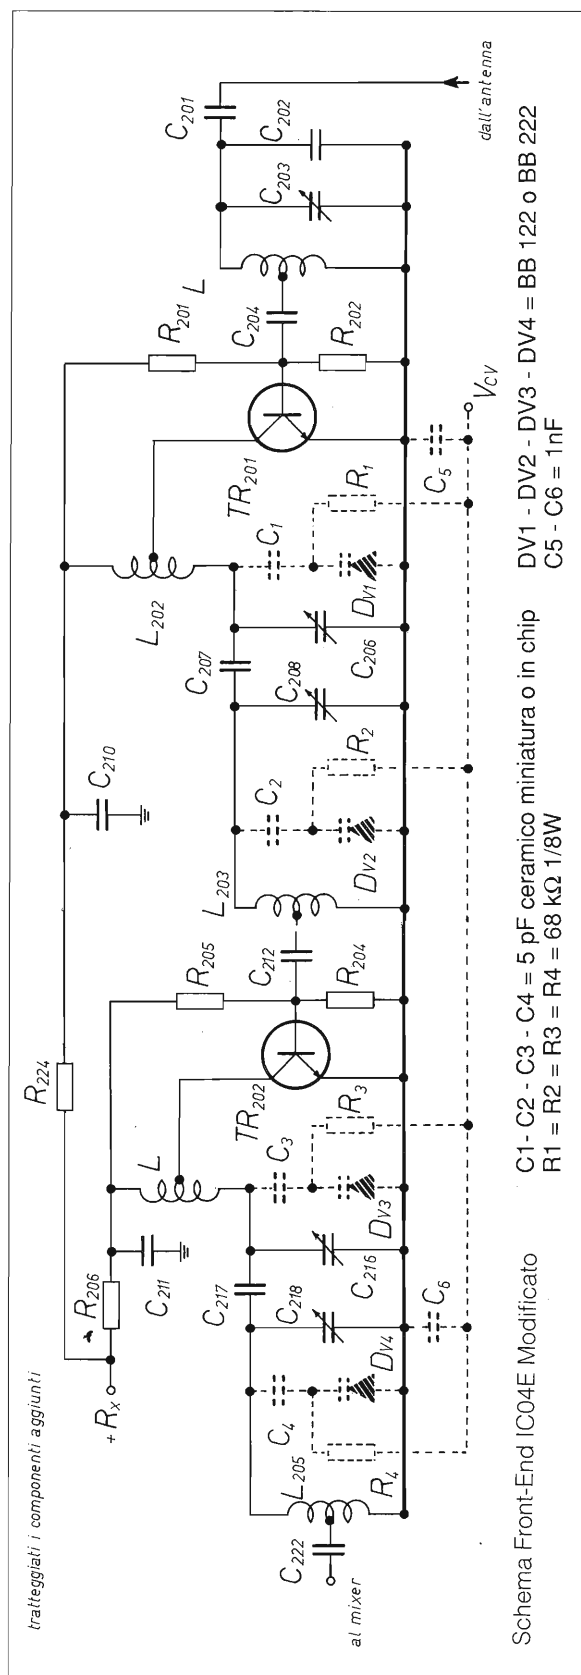 tratteggiati i componenti aggiunti
+Rx
R206
C211
R224
C210
L
R205
R201
L202
C201
C202
C203
L
C204
R202
TR201
TR202
L203
C212
R204
C207
C208
C206
C1
R1
DV1
C5
VCV
C2
R2
DV2
C217
C218
C216
C3
R3
DV3
C4
DV4
C6
R4
L205
C222
al mixer
dall'antenna
Schema Front-End IC04E Modificato
C1- C2 - C3 - C4 = 5 pF ceramico miniatura o in chip
R1 = R2 = R3 = R4 = 68 kΩ 1/8W
DV1 - DV2 - DV3 - DV4 = BB 122 o BB 222
C5 - C6 = 1nF